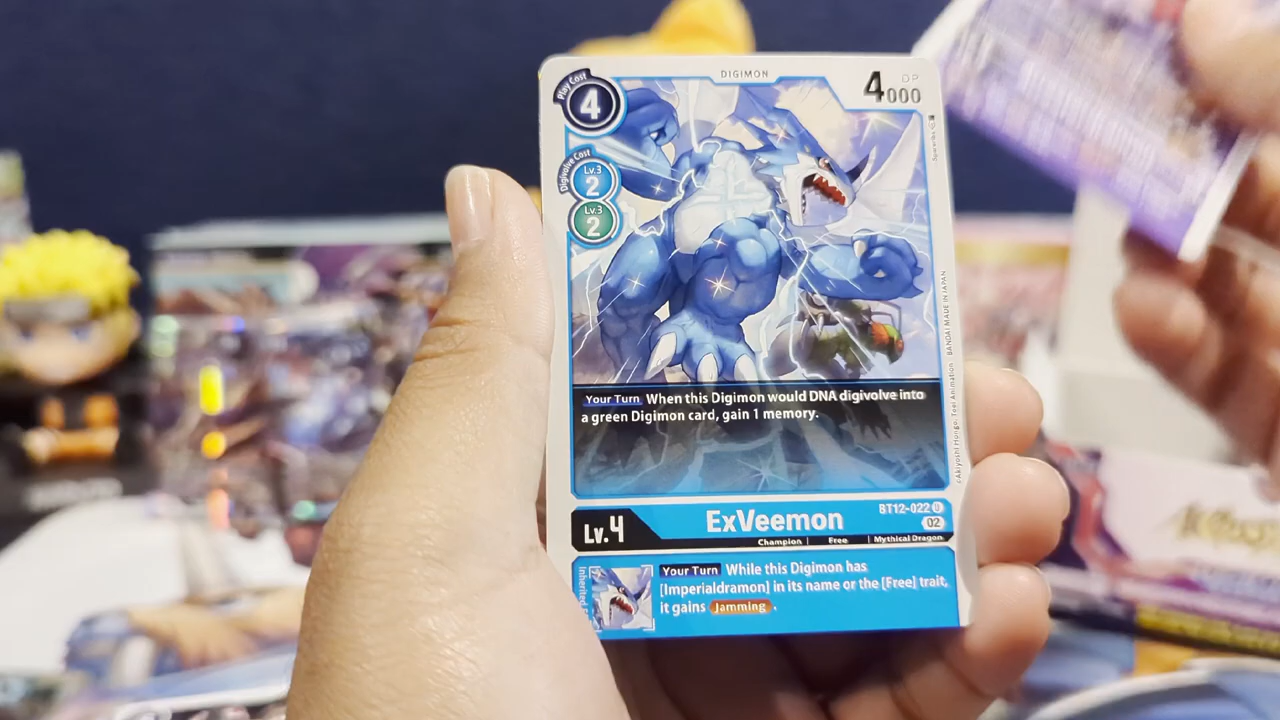 DIGIMON
Play Cost
4
DP
4000
Digivolve Cost
Lv.3
2
Lv.3
2
BANDAI MADE IN JAPAN
©Akiyoshi Hongo, Toei Animation
Your Turn When this Digimon would DNA digivolve into
a green Digimon card, gain 1 memory.
Lv.4
ExVeemon
BT12-022 U
02
Champion | Free | Mythical Dragon
Inherited
Your Turn While this Digimon has
[Imperialdramon] in its name or the [Free] trait,
it gains Jamming.